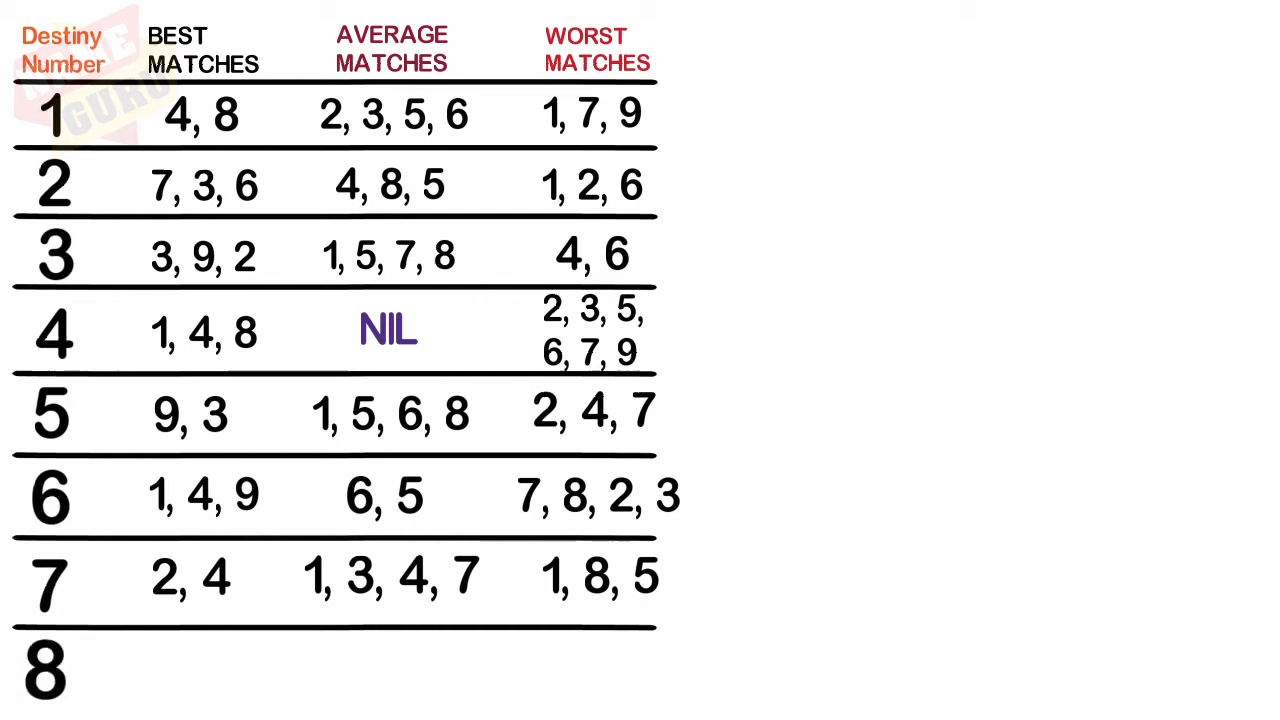 Destiny Number BEST MATCHES AVERAGE MATCHES WORST MATCHES
1 4, 8 2, 3, 5, 6 1, 7, 9
2 7, 3, 6 4, 8, 5 1, 2, 6
3 3, 9, 2 1, 5, 7, 8 4, 6
4 1, 4, 8 NIL 2, 3, 5,
6, 7, 9
5 9, 3 1, 5, 6, 8 2, 4, 7
6 1, 4, 9 6, 5 7, 8, 2, 3
7 2, 4 1, 3, 4, 7 1, 8, 5
8
NAME
GURU